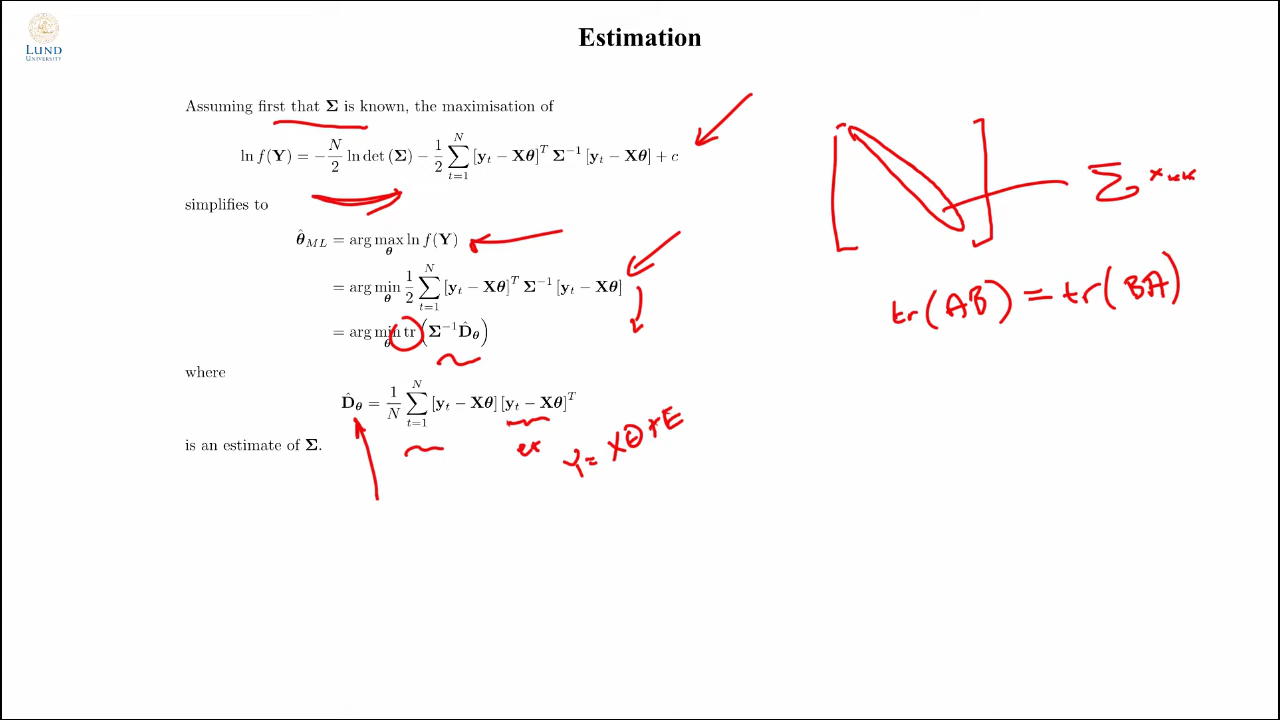 LUND
UNIVERSITY
Estimation
Assuming first that Σ is known, the maximisation of
ln f(Y) = −N/2 ln det (Σ) − 1/2 ∑_{t=1}^{N} [y_t − Xθ]^T Σ^{−1} [y_t − Xθ] + c
simplifies to
θ̂_{ML} = arg max_θ ln f(Y)
= arg min_θ 1/2 ∑_{t=1}^{N} [y_t − Xθ]^T Σ^{−1} [y_t − Xθ]
= arg min_θ tr (Σ^{−1} D̂_θ)
where
D̂_θ = 1/N ∑_{t=1}^{N} [y_t − Xθ] [y_t − Xθ]^T
is an estimate of Σ.
Y = XΘ + E
Σ x_{kk}
tr(AB) = tr(BA)